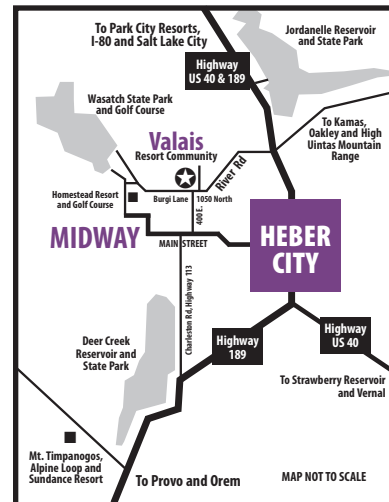 To Park City Resorts,
I-80 and Salt Lake City
Jordanelle Reservoir
and State Park
Highway
US 40 & 189
Wasatch State Park
and Golf Course
Valais
Resort Community
River Rd
To Kamas,
Oakley and High
Uintas Mountain
Range
Homestead Resort
and Golf Course
Burgi Lane
1050 North
400 E.
MIDWAY
MAIN STREET
HEBER
CITY
Charleston Rd, Highway 113
Deer Creek
Reservoir and
State Park
Highway
189
Highway
US 40
To Strawberry Reservoir
and Vernal
Mt. Timpanogos,
Alpine Loop and
Sundance Resort
To Provo and Orem
MAP NOT TO SCALE